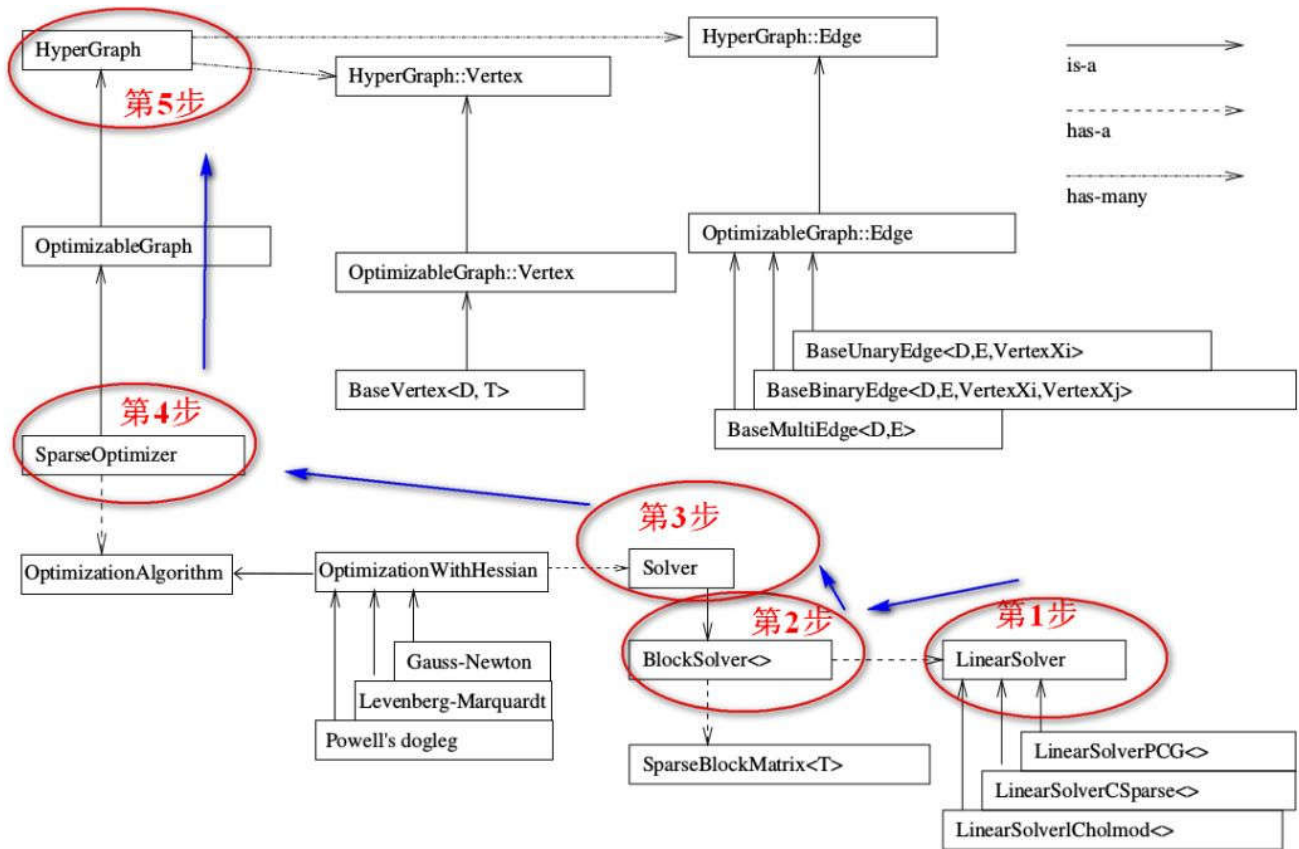 HyperGraph
第5步
HyperGraph::Edge
HyperGraph::Vertex
is-a
has-a
has-many
OptimizableGraph
OptimizableGraph::Edge
OptimizableGraph::Vertex
BaseUnaryEdge<D,E,VertexXi>
BaseBinaryEdge<D,E,VertexXi,VertexXj>
BaseMultiEdge<D,E>
BaseVertex<D, T>
第4步
SparseOptimizer
第3步
OptimizationAlgorithm
OptimizationWithHessian
Solver
第2步
第1步
Gauss-Newton
Levenberg-Marquardt
Powell's dogleg
BlockSolver<>
LinearSolver
SparseBlockMatrix<T>
LinearSolverPCG<>
LinearSolverCSparse<>
LinearSolverlCholmod<>